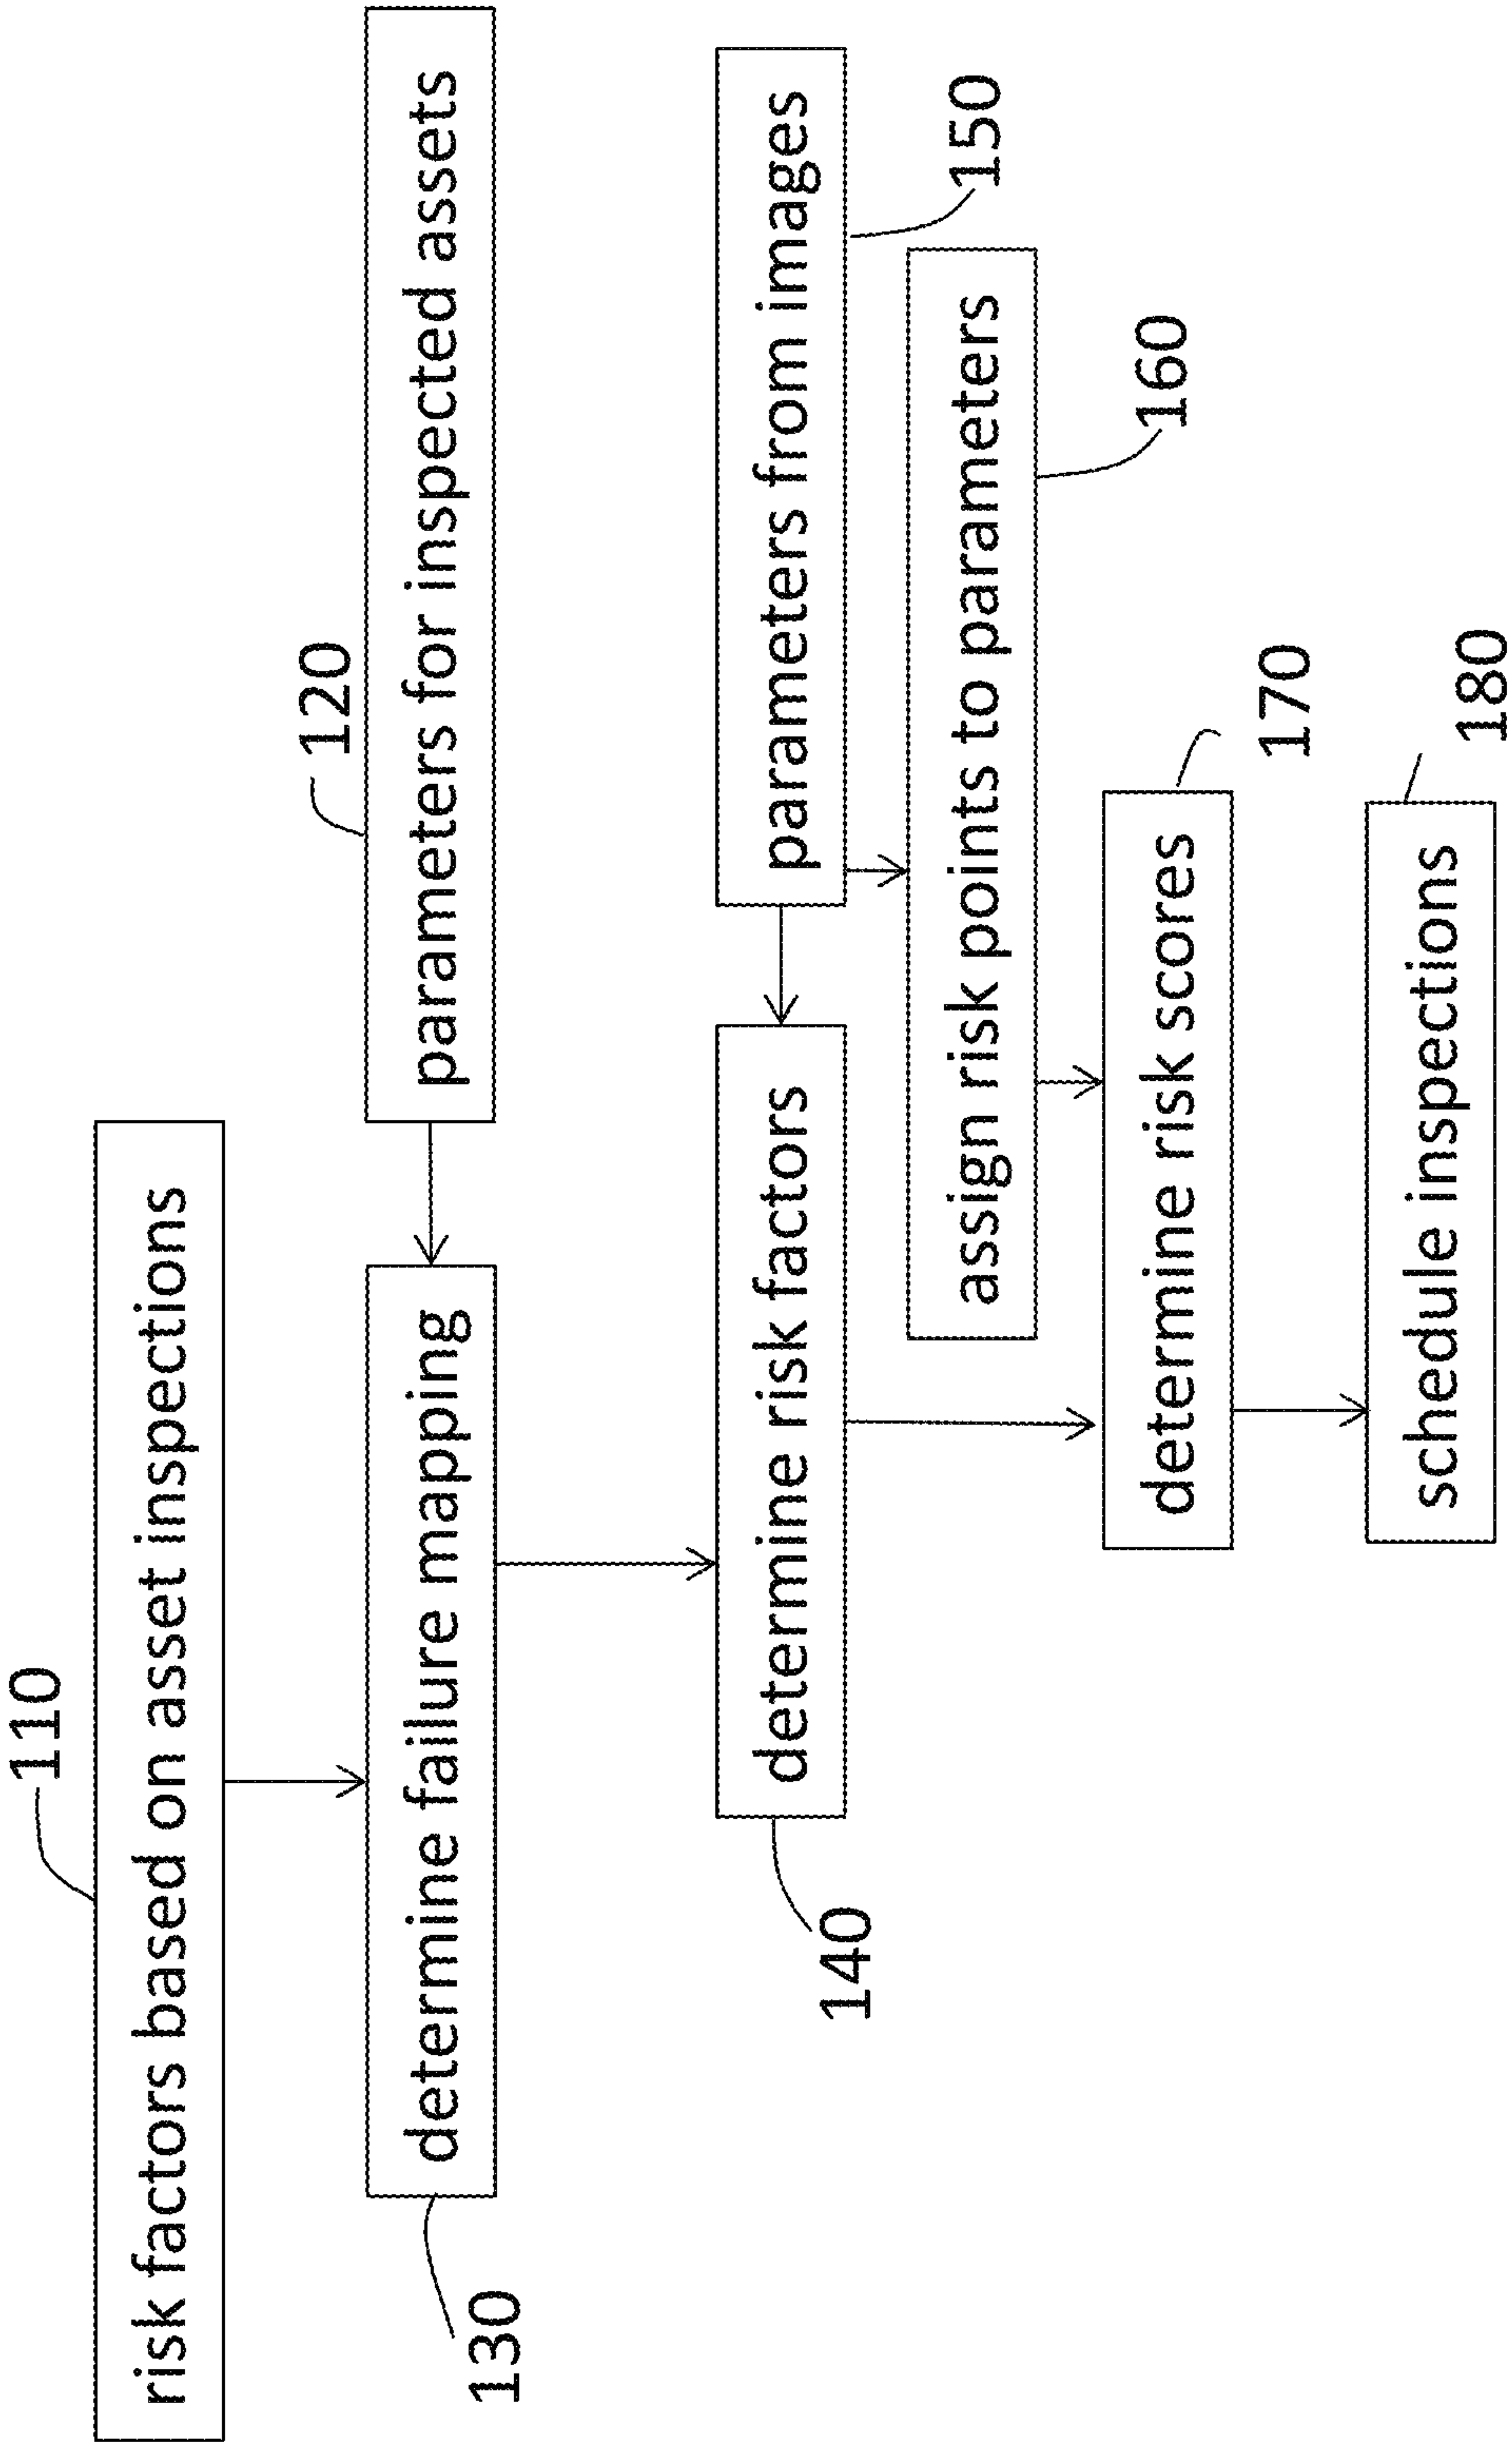 110
risk factors based on asset inspections
120
parameters for inspected assets
130
determine failure mapping
140
determine risk factors
parameters from images
150
assign risk points to parameters
160
determine risk scores
170
schedule inspections
180